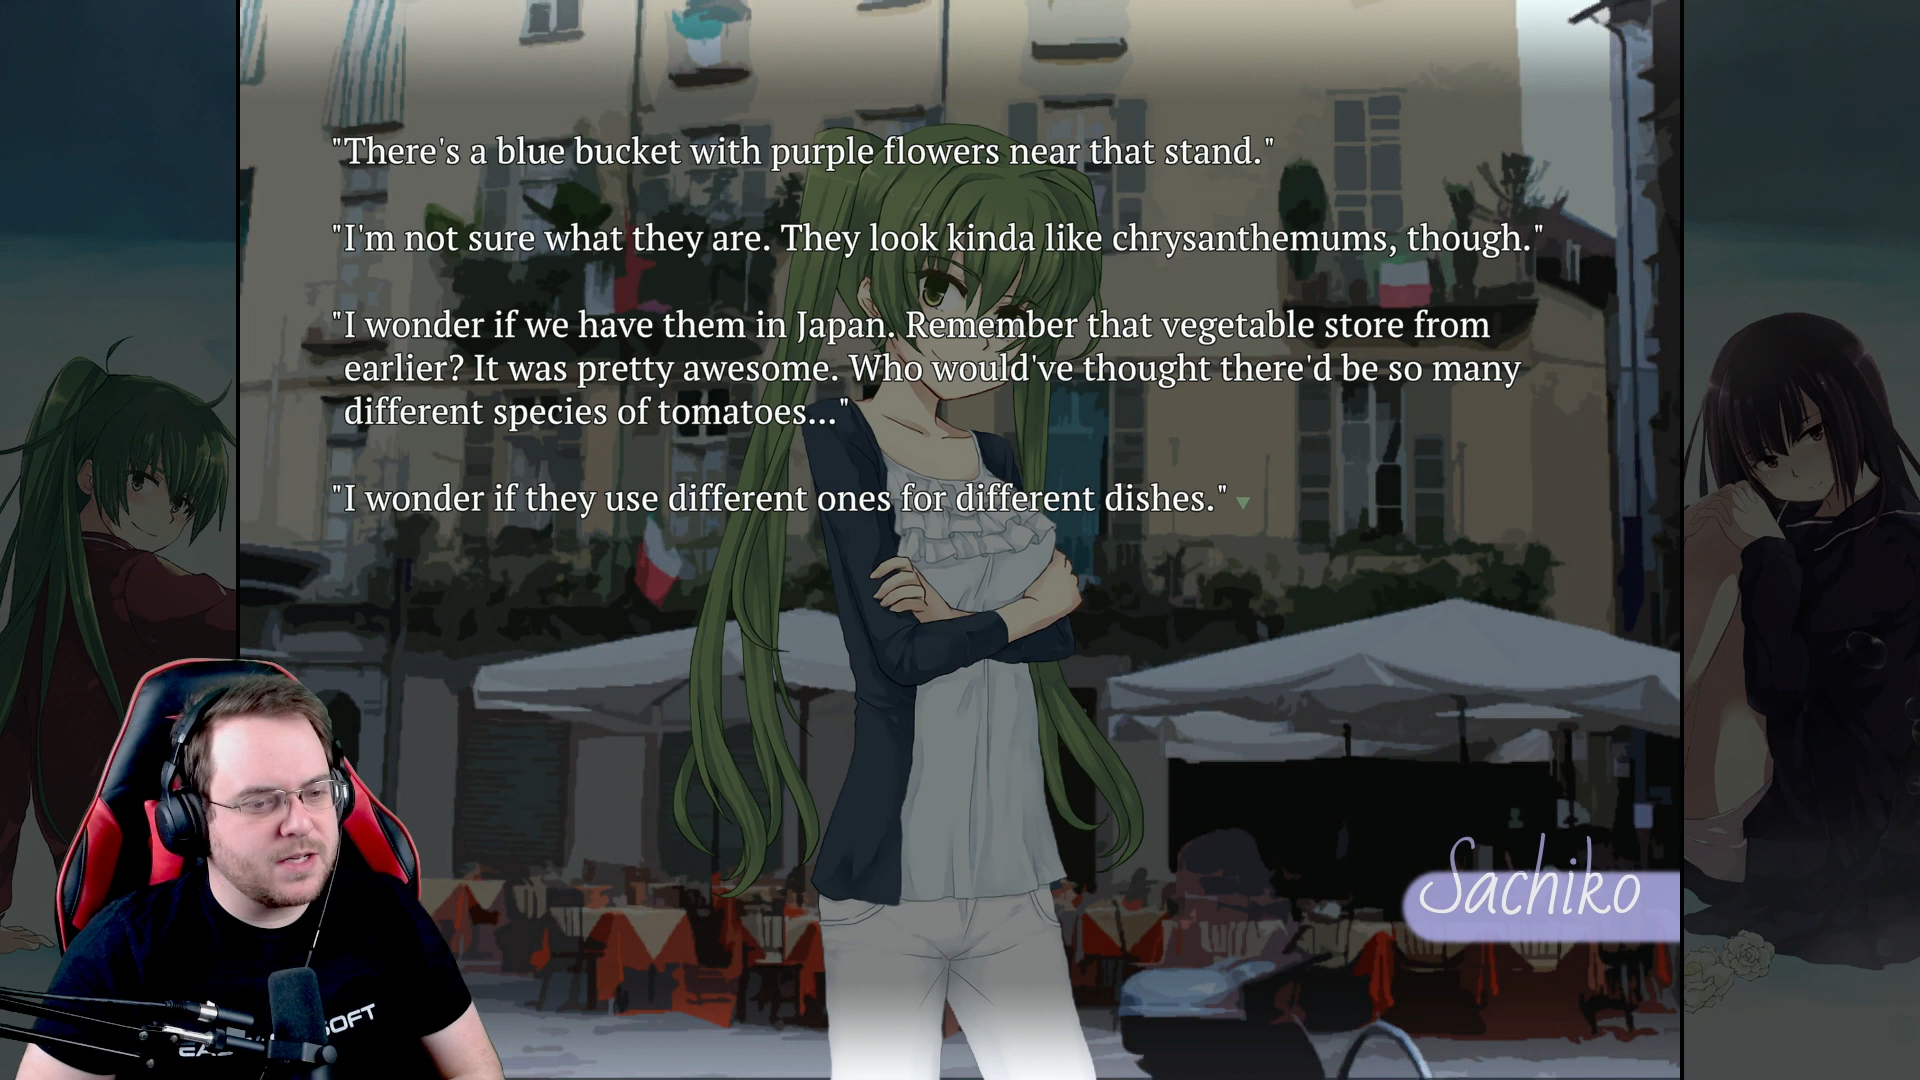 "There's a blue bucket with purple flowers near that stand."
"I'm not sure what they are. They look kinda like chrysanthemums, though."
"I wonder if we have them in Japan. Remember that vegetable store from
earlier? It was pretty awesome. Who would've thought there'd be so many
different species of tomatoes..."
"I wonder if they use different ones for different dishes."
Sachiko